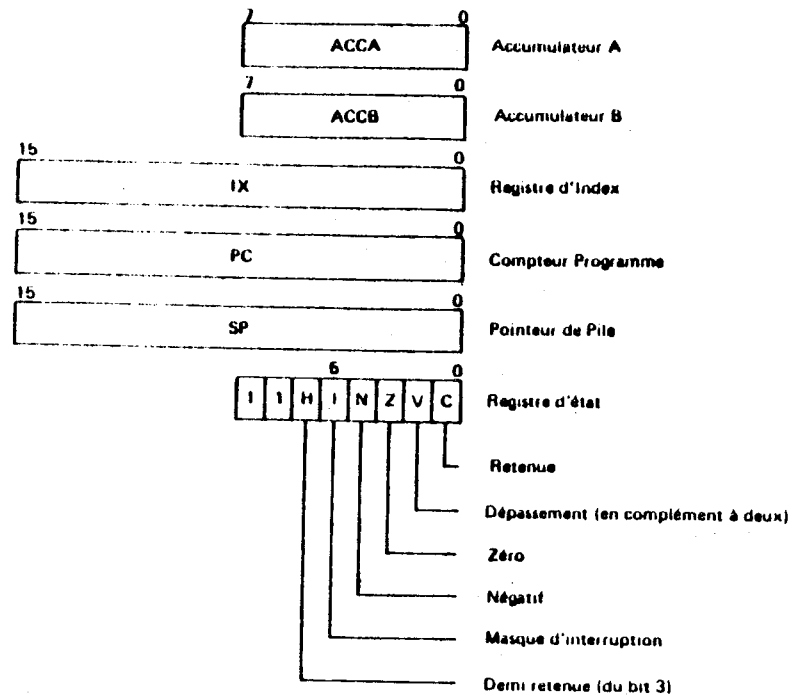 7 0
ACCA Accumulateur A
7 0
ACCB Accumulateur B
15 0
IX Registre d'Index
15 0
PC Compteur Programme
15 0
SP Pointeur de Pile
6 0
1 1 H I N Z V C Registre d'état
Retenue
Dépassement (en complément à deux)
Zéro
Négatif
Masque d'interruption
Demi retenue (du bit 3)